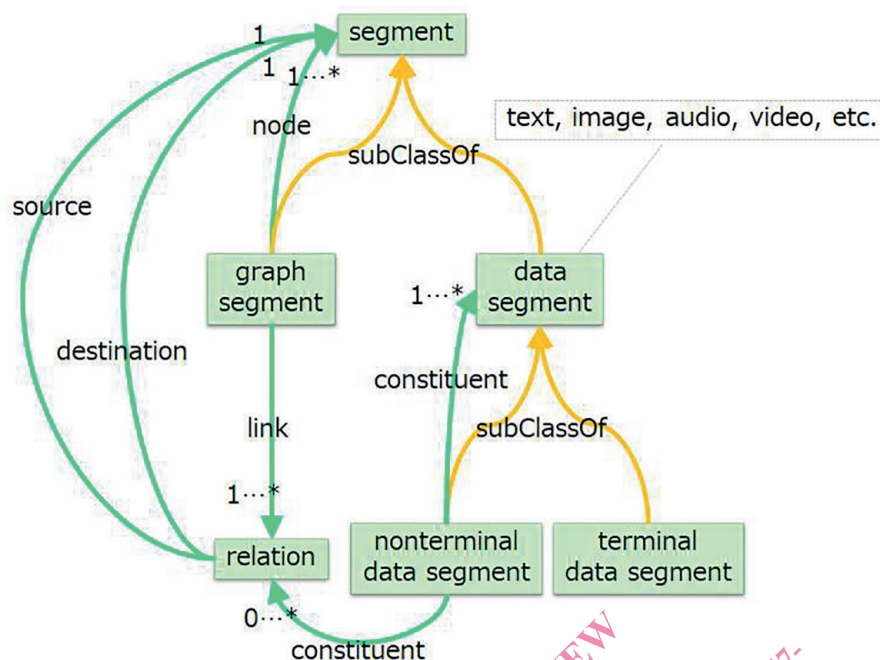 segment
1
1
1…*
node
text, image, audio, video, etc.
subClassOf
source
graph
segment
data
segment
1…*
destination
constituent
link
subClassOf
1…*
nonterminal
data segment
terminal
data segment
relation
0…*
constituent